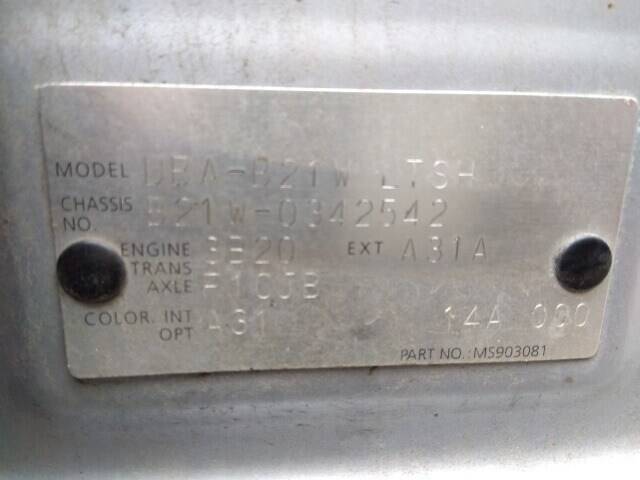 MODEL DBA-B21W LTSH
CHASSIS NO. B21W-0342542
ENGINE 3B20 EXT A31A
TRANS AXLE F1CJB
COLOR. INT OPT A31 14A 000
PART NO.: MS903081